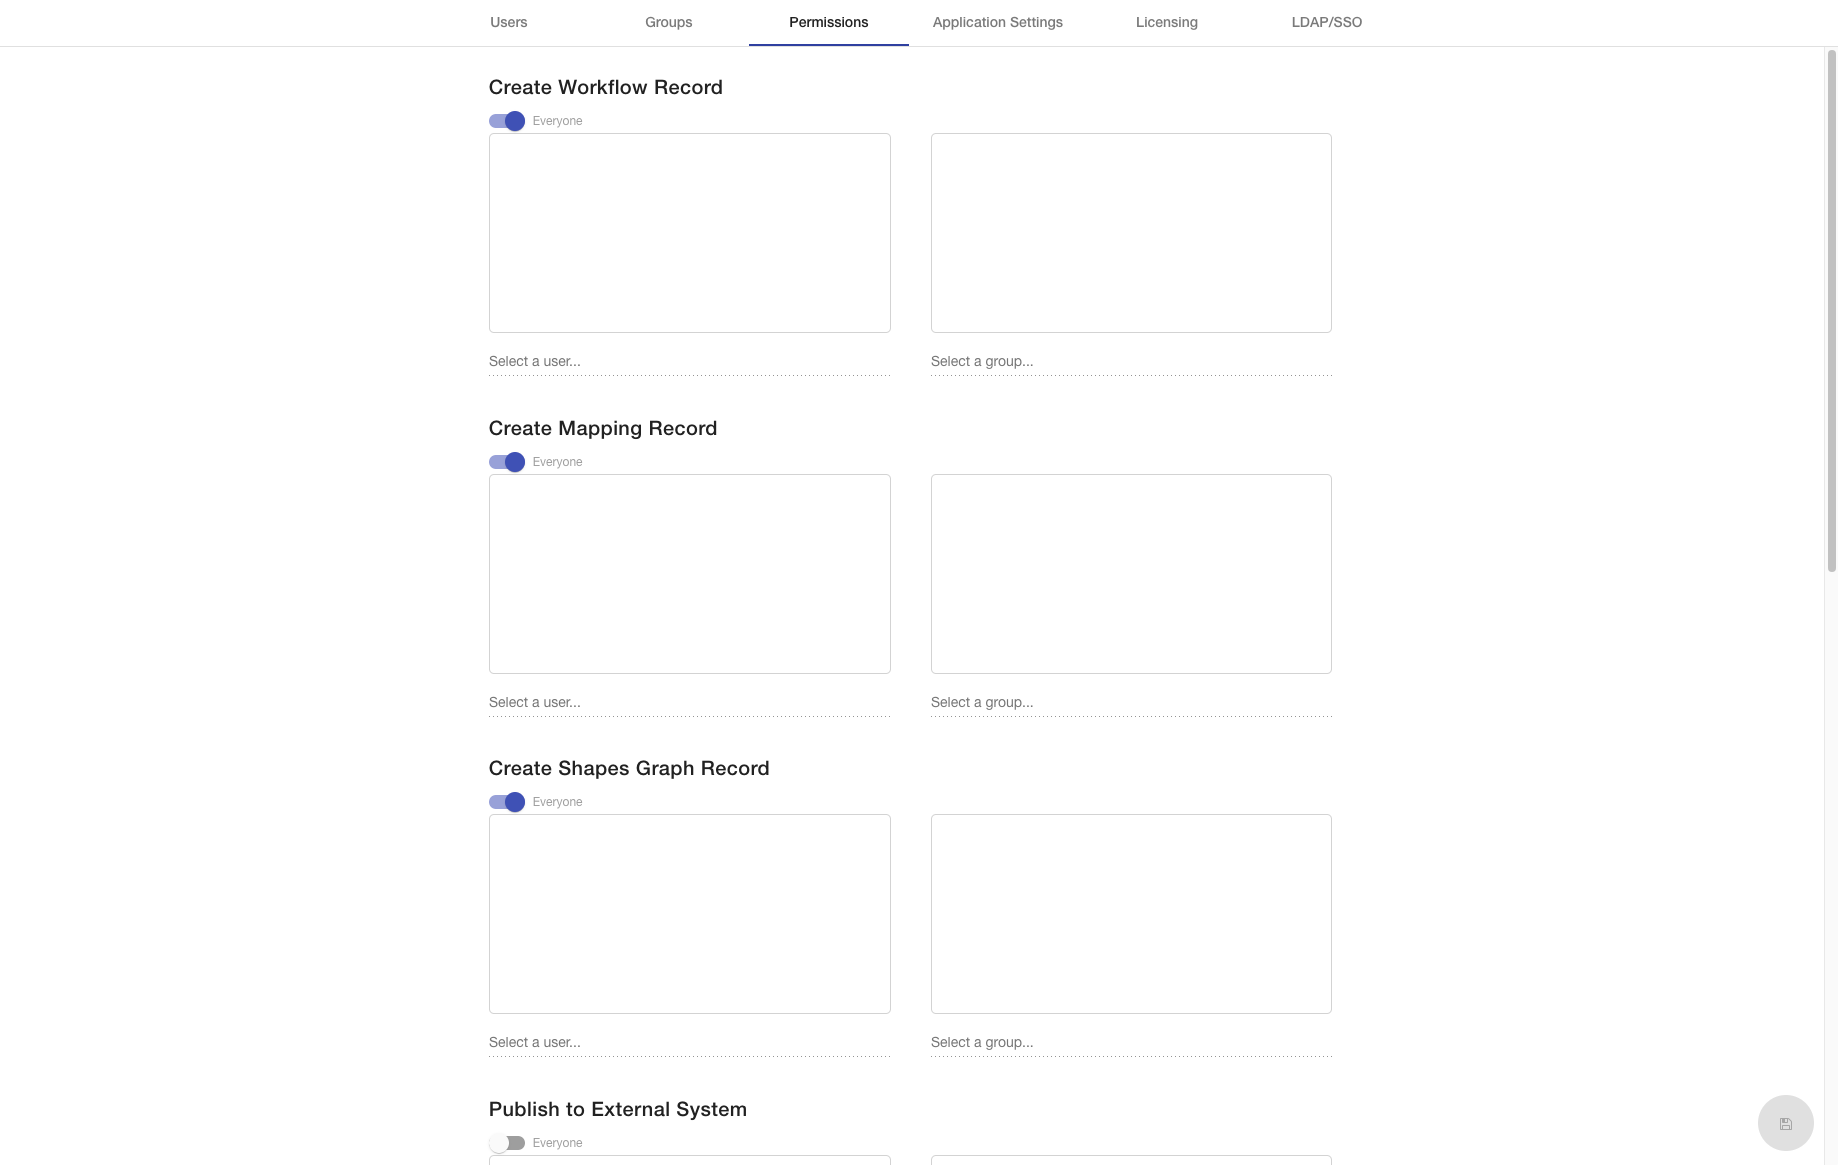 Users Groups Permissions Application Settings Licensing LDAP/SSO
Create Workflow Record
Everyone
Select a user... Select a group...
Create Mapping Record
Everyone
Select a user... Select a group...
Create Shapes Graph Record
Everyone
Select a user... Select a group...
Publish to External System
Everyone